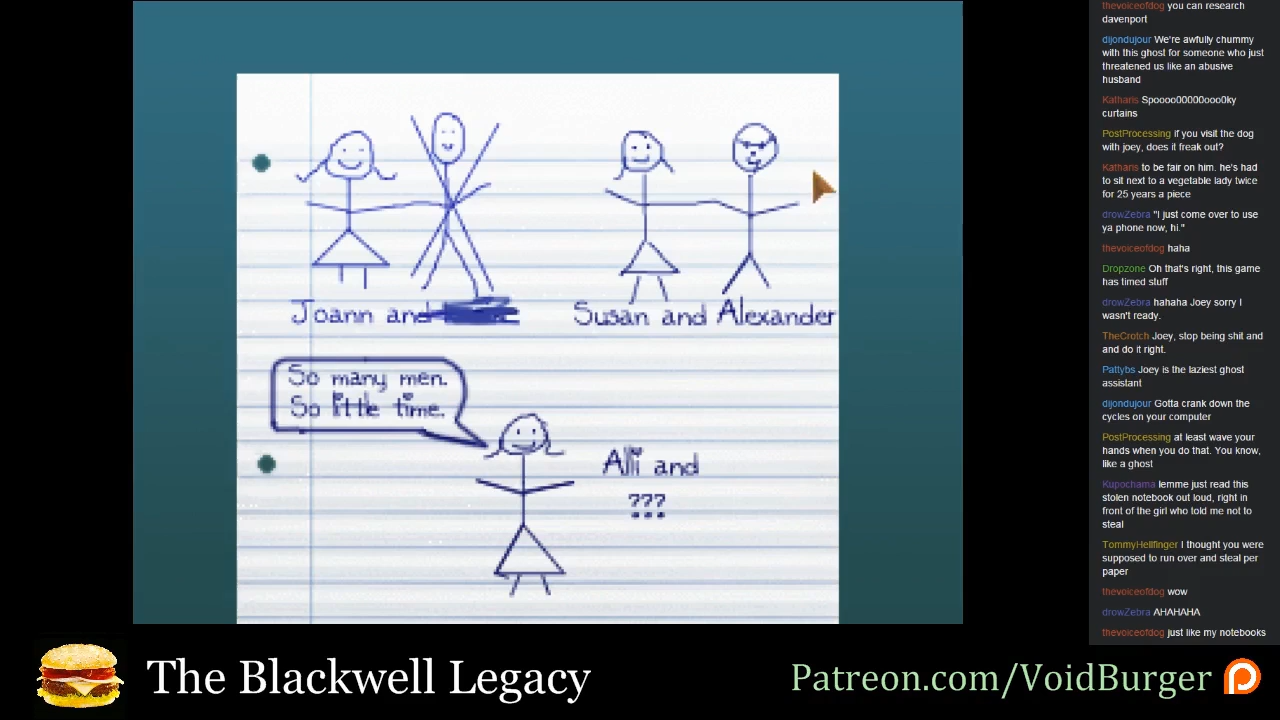 Joann and
Susan and Alexander
So many men.
So little time.
Alli and
???
The Blackwell Legacy
Patreon.com/VoidBurger
thevoiceofdog you can research
davenport
dijondujour We're awfully chummy
with this ghost for someone who just
threatened us like an abusive
husband
Katharis Spoooo00000ooo0ky
curtains
PostProcessing if you visit the dog
with joey, does it freak out?
Katharis to be fair on him. he's had
to sit next to a vegetable lady twice
for 25 years a piece
drowZebra "I just come over to use
ya phone now, hi."
thevoiceofdog haha
Dropzone Oh that's right, this game
has timed stuff
drowZebra hahaha Joey sorry I
wasn't ready.
TheCrotch Joey, stop being shit and
and do it right.
Pattybs Joey is the laziest ghost
assistant
dijondujour Gotta crank down the
cycles on your computer
PostProcessing at least wave your
hands when you do that. You know,
like a ghost
Kupochama lemme just read this
stolen notebook out loud, right in
front of the girl who told me not to
steal
TommyHellfinger I thought you were
supposed to run over and steal per
paper
thevoiceofdog wow
drowZebra AHAHAHA
thevoiceofdog just like my notebooks